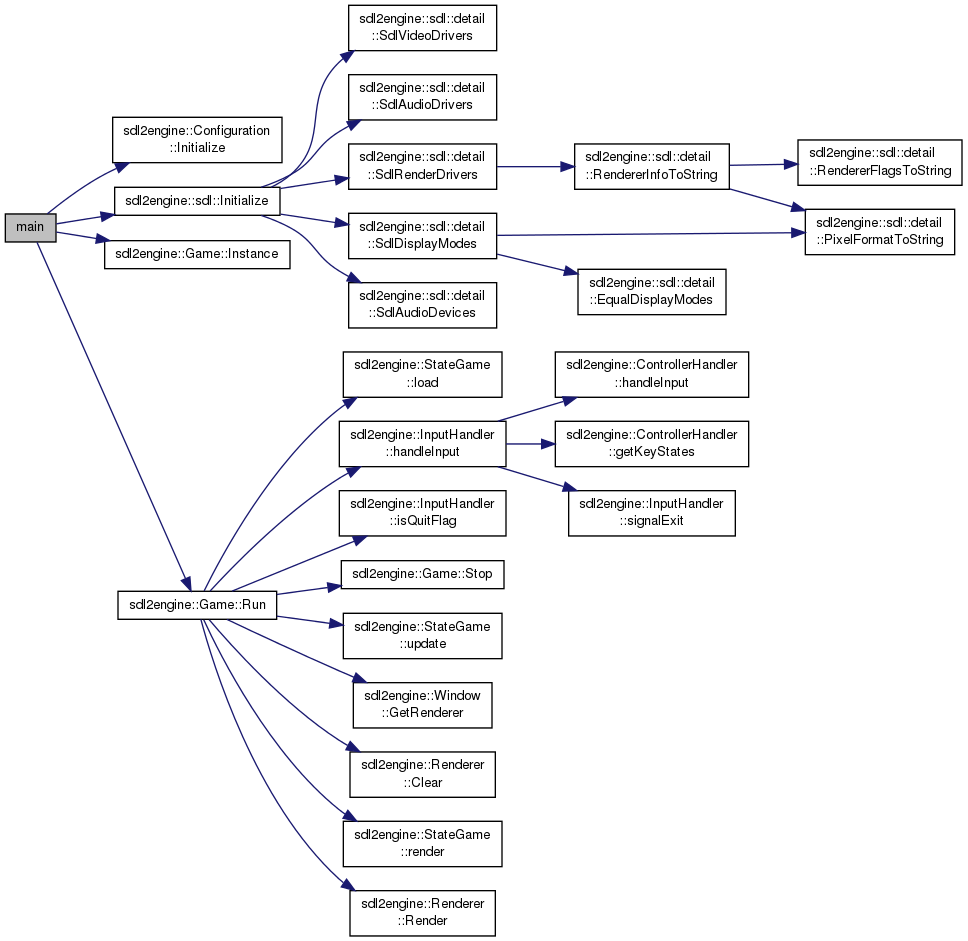 main
sdl2engine::Configuration
::Initialize
sdl2engine::sdl::Initialize
sdl2engine::Game::Instance
sdl2engine::Game::Run
sdl2engine::sdl::detail
::SdlVideoDrivers
sdl2engine::sdl::detail
::SdlAudioDrivers
sdl2engine::sdl::detail
::SdlRenderDrivers
sdl2engine::sdl::detail
::SdlDisplayModes
sdl2engine::sdl::detail
::SdlAudioDevices
sdl2engine::sdl::detail
::RendererInfoToString
sdl2engine::sdl::detail
::EqualDisplayModes
sdl2engine::sdl::detail
::RendererFlagsToString
sdl2engine::sdl::detail
::PixelFormatToString
sdl2engine::StateGame
::load
sdl2engine::InputHandler
::handleInput
sdl2engine::InputHandler
::isQuitFlag
sdl2engine::Game::Stop
sdl2engine::StateGame
::update
sdl2engine::Window
::GetRenderer
sdl2engine::Renderer
::Clear
sdl2engine::StateGame
::render
sdl2engine::Renderer
::Render
sdl2engine::ControllerHandler
::handleInput
sdl2engine::ControllerHandler
::getKeyStates
sdl2engine::InputHandler
::signalExit